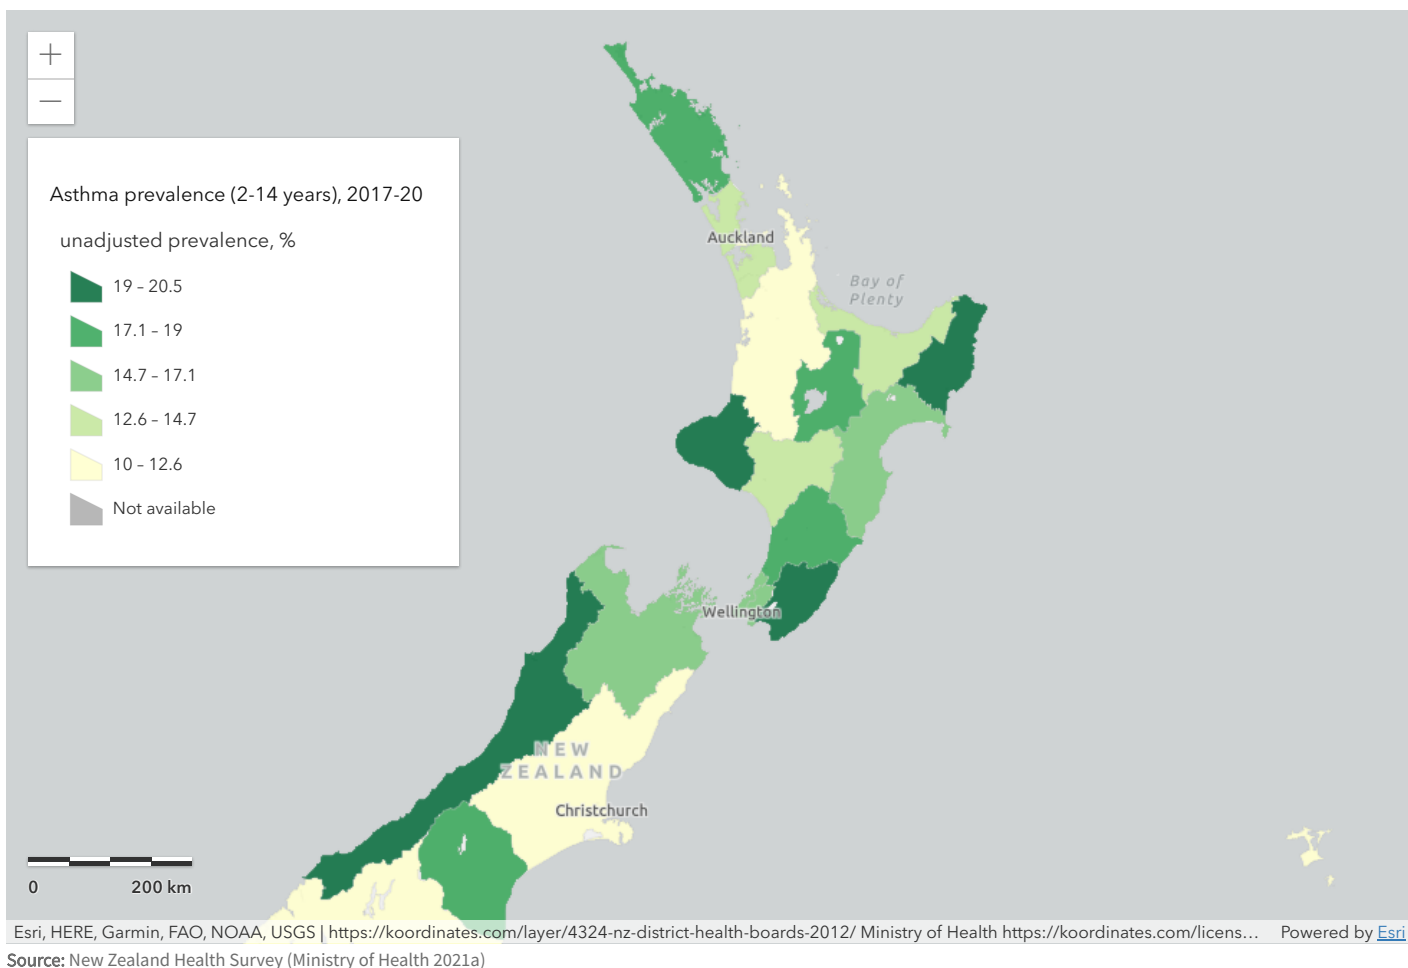 +
−
Asthma prevalence (2-14 years), 2017-20
unadjusted prevalence, %
19 – 20.5
17.1 – 19
14.7 – 17.1
12.6 – 14.7
10 – 12.6
Not available
Auckland
Bay of
Plenty
Wellington
NEW
ZEALAND
Christchurch
0 200 km
Esri, HERE, Garmin, FAO, NOAA, USGS | https://koordinates.com/layer/4324-nz-district-health-boards-2012/ Ministry of Health https://koordinates.com/licens… Powered by Esri
Source: New Zealand Health Survey (Ministry of Health 2021a)